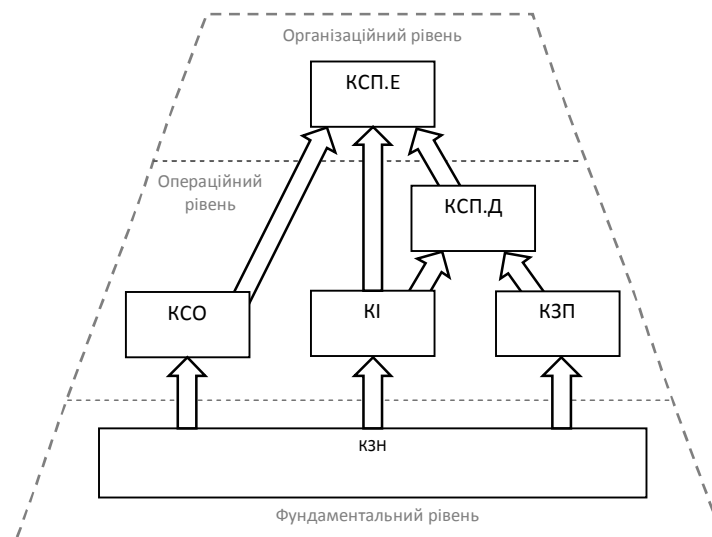 Організаційний рівень
КСП.Е
Операційний
рівень
КСП.Д
КСО
КІ
КЗП
КЗН
Фундаментальний рівень